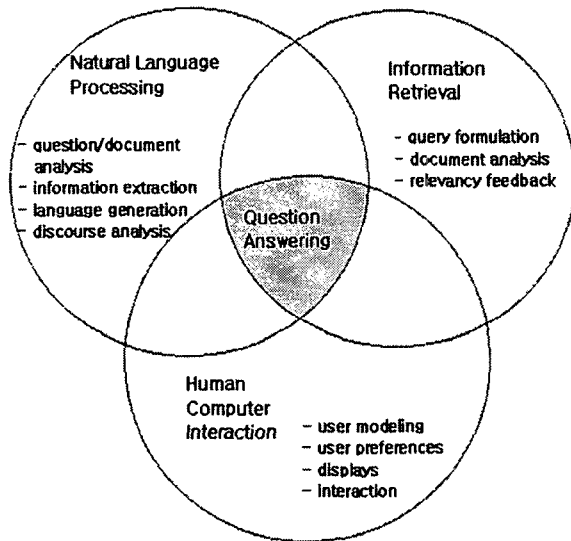 Natural Language
Processing
- question/document
analysis
- information extraction
- language generation
- discourse analysis
Information
Retrieval
- query formulation
- document analysis
- relevancy feedback
Question
Answering
Human
Computer
Interaction
- user modeling
- user preferences
- displays
- interaction